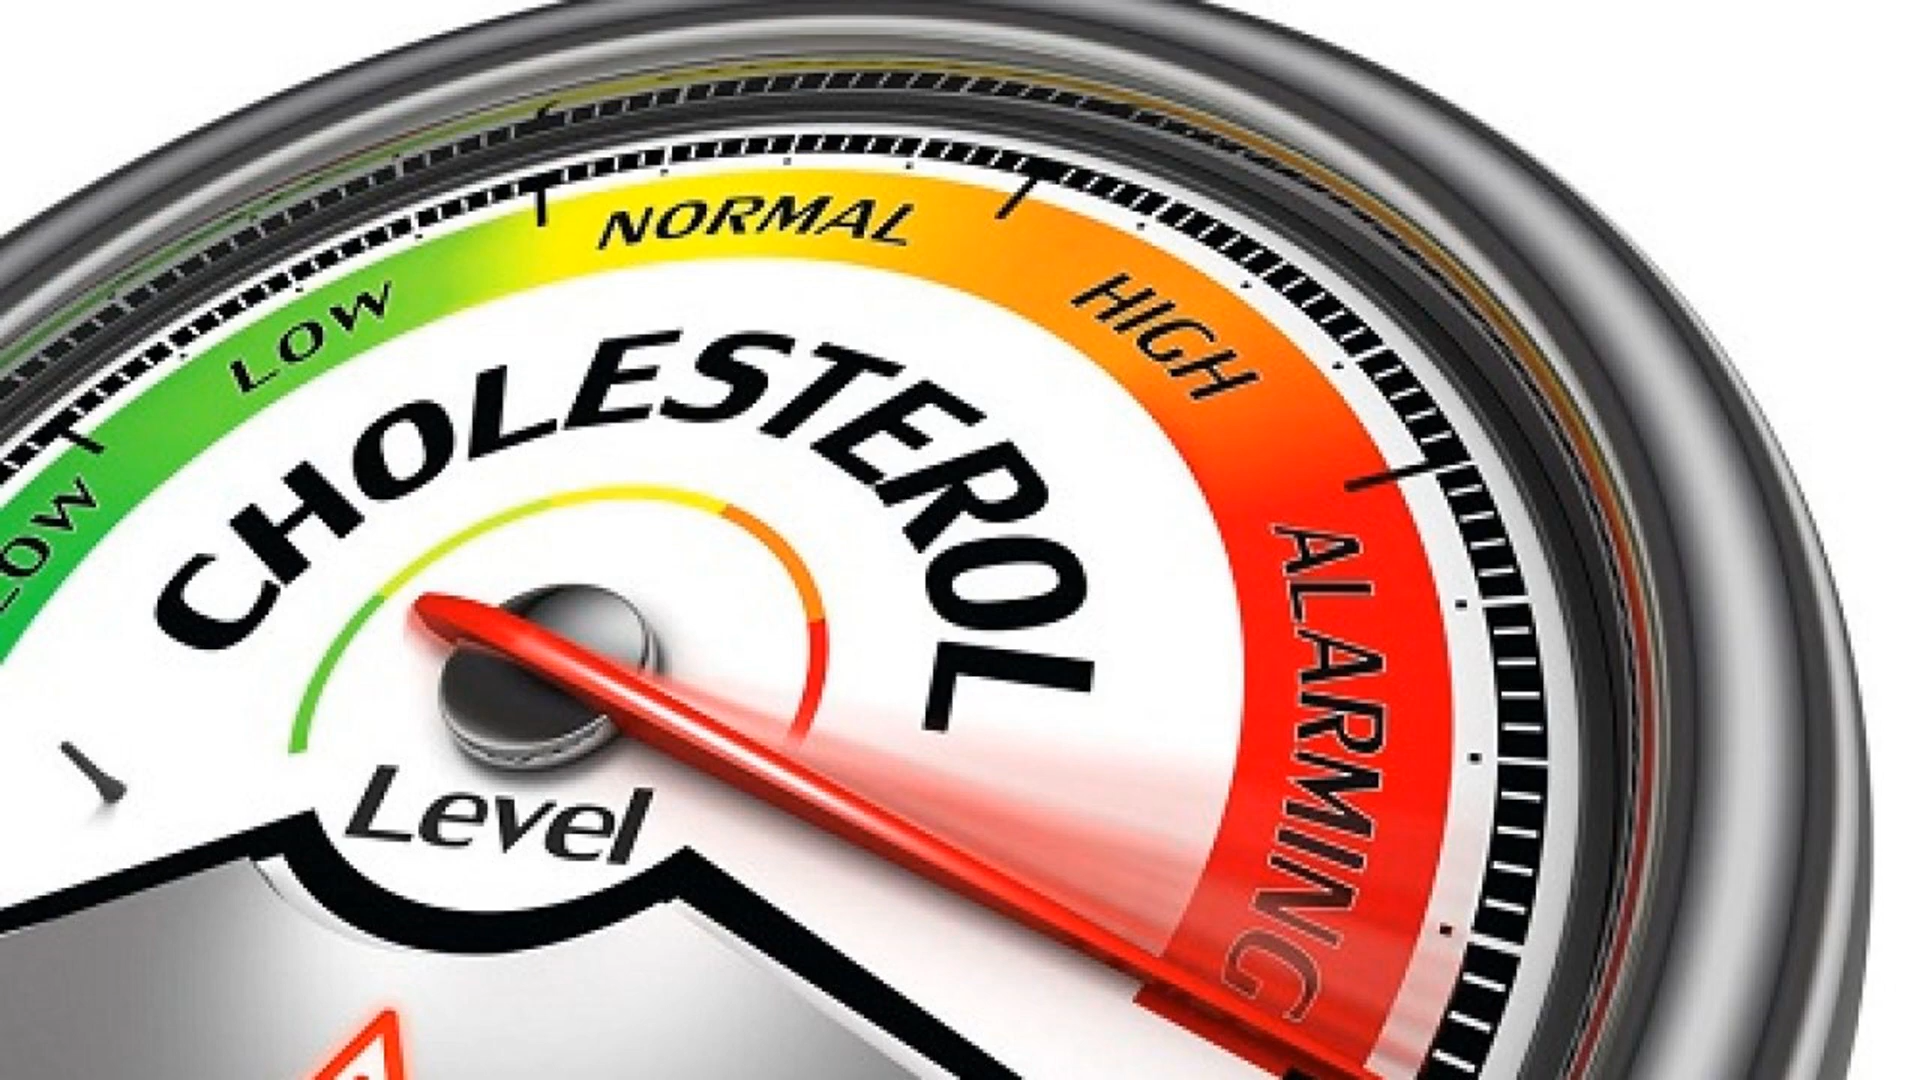 LOW
LOW
NORMAL
HIGH
ALARMING
CHOLESTEROL
Level